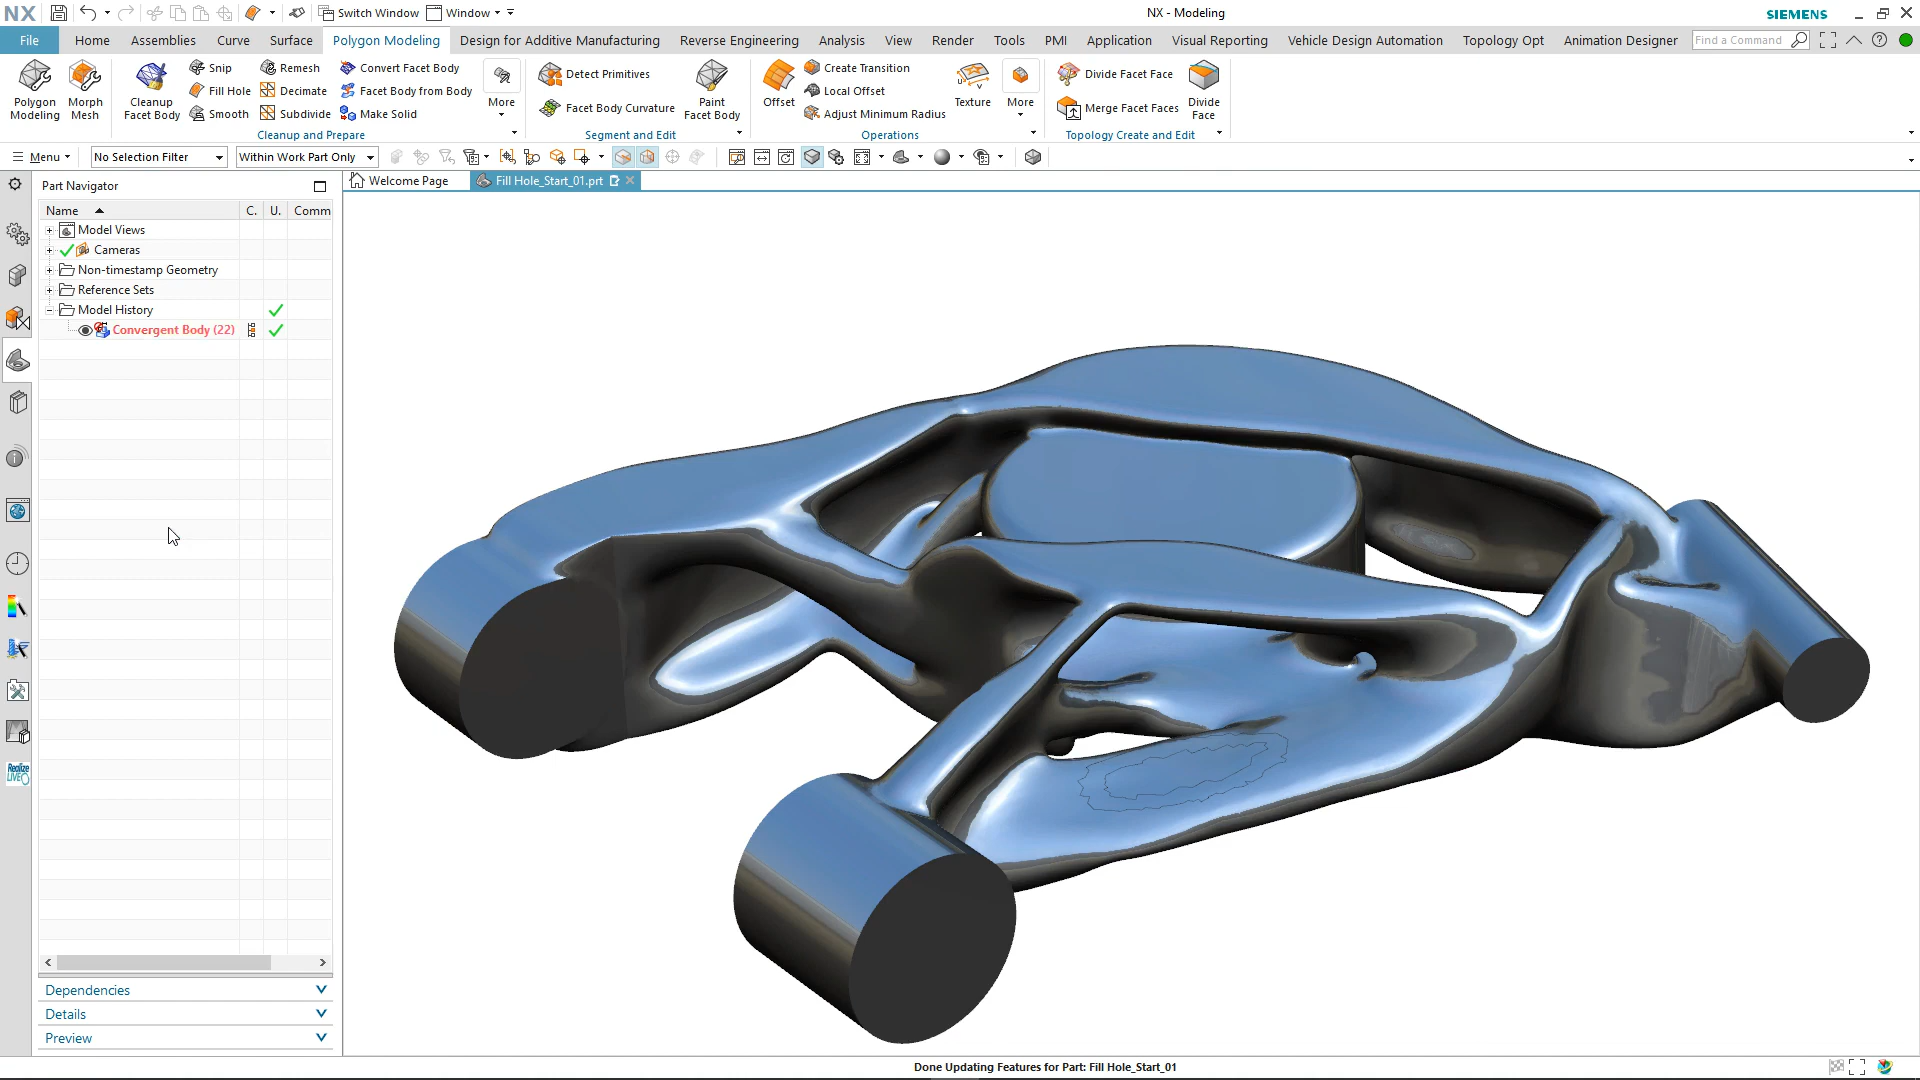 NX Switch Window Window NX - Modeling SIEMENS
File Home Assemblies Curve Surface Polygon Modeling Design for Additive Manufacturing Reverse Engineering Analysis View Render Tools PMI Application Visual Reporting Vehicle Design Automation Topology Opt Animation Designer Find a Command
Polygon Modeling
Morph Mesh
Cleanup Facet Body
Snip
Fill Hole
Smooth
Remesh
Decimate
Subdivide
Convert Facet Body
Facet Body from Body
Make Solid
More
Cleanup and Prepare
Detect Primitives
Facet Body Curvature
Paint Facet Body
Segment and Edit
Offset
Create Transition
Local Offset
Adjust Minimum Radius
Texture
More
Operations
Divide Facet Face
Merge Facet Faces
Divide Face
Topology Create and Edit
Menu No Selection Filter Within Work Part Only
Part Navigator
Welcome Page Fill Hole_Start_01.prt
Name C. U. Comm
Model Views
Cameras
Non-timestamp Geometry
Reference Sets
Model History
Convergent Body (22)
Realize LIVE
Dependencies
Details
Preview
Done Updating Features for Part: Fill Hole_Start_01